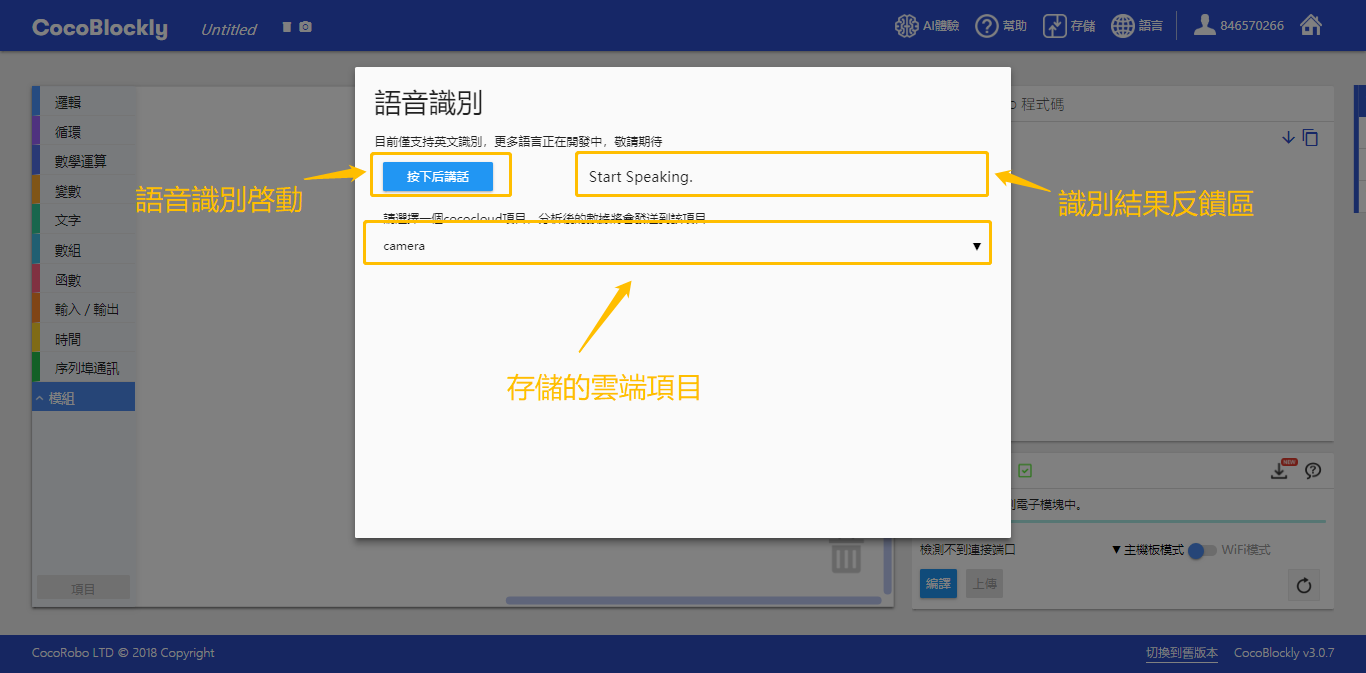 CocoBlockly
Untitled
AI體驗
幫助
存儲
語言
846570266
邏輯
循環
數學運算
變數
文字
數組
函數
輸入 / 輸出
時間
序列埠通訊
模組
項目
語音識別
目前僅支持英文識別，更多語言正在開發中，敬請期待
按下后講話
Start Speaking.
語音識別啓動
識別結果反饋區
請選擇一個cococloud項目，分析後的數據將會發送到該項目
camera
▼
存儲的雲端項目
o 程式碼
NEW
電子模塊中。
檢測不到連接端口
▼ 主機板模式
WiFi模式
編譯
上傳
CocoRobo LTD © 2018 Copyright
切換到舊版本
CocoBlockly v3.0.7